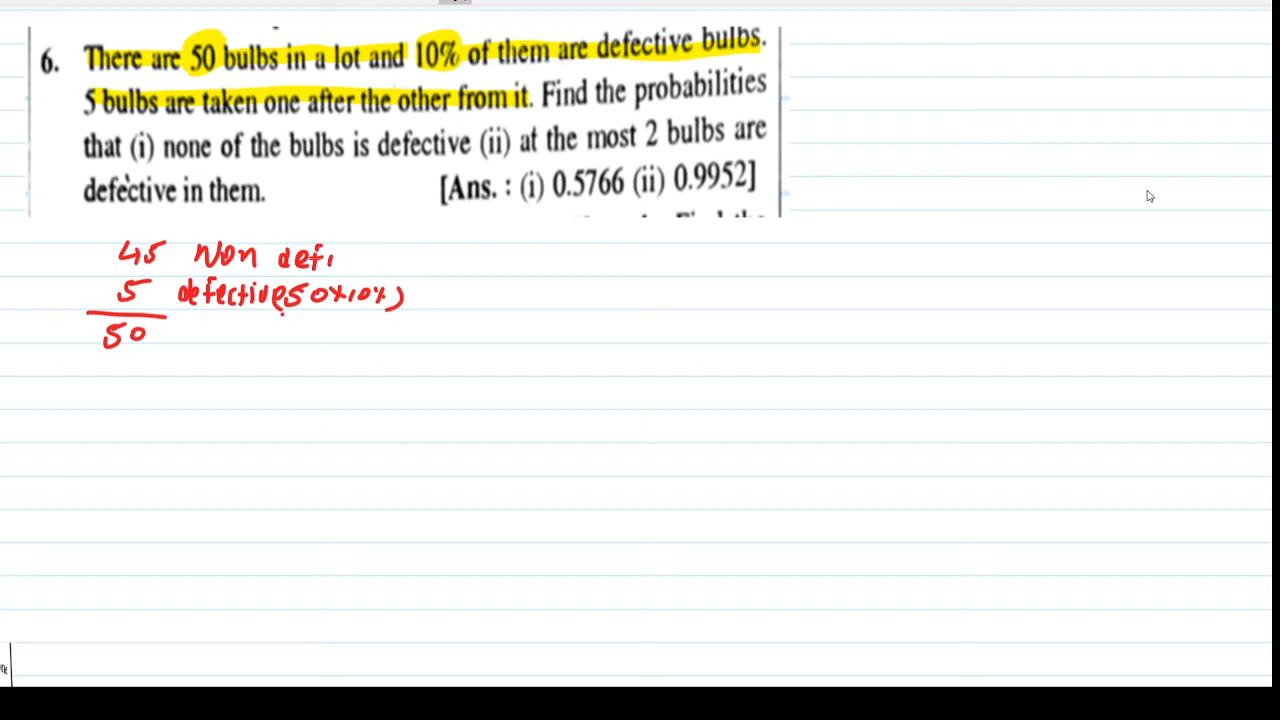 6. There are 50 bulbs in a lot and 10% of them are defective bulbs.
5 bulbs are taken one after the other from it. Find the probabilities
that (i) none of the bulbs is defective (ii) at the most 2 bulbs are
defective in them. [Ans. : (i) 0.5766 (ii) 0.9952]
45 Non defi
5 defective(50×10%)
50